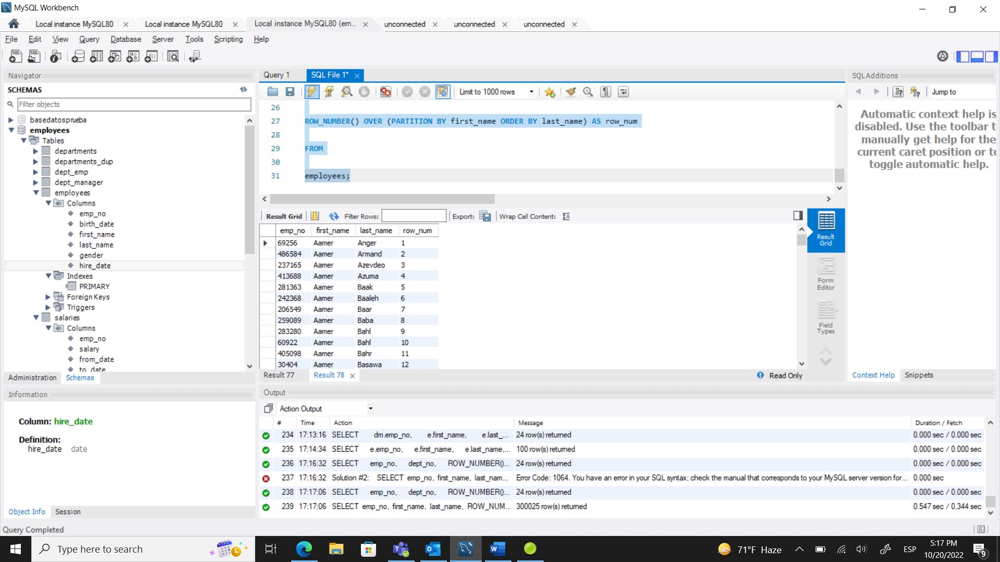 MySQL Workbench
Local instance MySQL80
Local instance MySQL80
Local instance MySQL80 (em...
unconnected
unconnected
unconnected
File Edit View Query Database Server Tools Scripting Help
Navigator
SCHEMAS
Filter objects
basedatosprueba
employees
Tables
departments
departments_dup
dept_emp
dept_manager
employees
Columns
emp_no
birth_date
first_name
last_name
gender
hire_date
Indexes
PRIMARY
Foreign Keys
Triggers
salaries
Columns
emp_no
salary
from_date
to_date
Administration Schemas
Information
Column: hire_date
Definition:
hire_date date
Object Info Session
Query Completed
Query 1 SQL File 1*
Limit to 1000 rows
26
27 ROW_NUMBER() OVER (PARTITION BY first_name ORDER BY last_name) AS row_num
28
29 FROM
30
31 employees;
Result Grid Filter Rows: Export: Wrap Cell Content:
emp_no first_name last_name row_num
69256 Aamer Anger 1
486584 Aamer Armand 2
237165 Aamer Azevdeo 3
413688 Aamer Azuma 4
281363 Aamer Baak 5
242368 Aamer Baaleh 6
206549 Aamer Baar 7
259089 Aamer Baba 8
283280 Aamer Bahl 9
60922 Aamer Bahl 10
405098 Aamer Bahr 11
30404 Aamer Basawa 12
Result
Grid
Form
Editor
Field
Types
Result 77 Result 78 Read Only
SQLAdditions
Jump to
Automatic context help is
disabled. Use the toolbar t
manually get help for the
current caret position or to
toggle automatic help.
Context Help Snippets
Output
Action Output
# Time Action Message Duration / Fetch
234 17:13:16 SELECT dm.emp_no, e.first_name, e.last_... 24 row(s) returned 0.000 sec / 0.000 sec
235 17:14:34 SELECT e.emp_no, e.first_name, e.last_name,... 100 row(s) returned 0.000 sec / 0.000 sec
236 17:16:32 SELECT emp_no, dept_no, ROW_NUMBER()... 24 row(s) returned 0.000 sec / 0.000 sec
237 17:16:32 Solution #2: SELECT emp_no, first_name, last_nam... Error Code: 1064. You have an error in your SQL syntax; check the manual that corresponds to your MySQL server version for... 0.000 sec
238 17:17:06 SELECT emp_no, dept_no, ROW_NUMBER()... 24 row(s) returned 0.000 sec / 0.000 sec
239 17:17:06 SELECT emp_no, first_name, last_name, ROW_NUM... 300025 row(s) returned 0.547 sec / 0.344 sec
Type here to search
71°F Haze
ESP
5:17 PM
10/20/2022
9